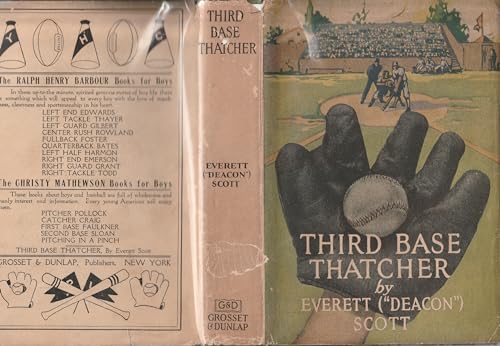 Y H C
The RALPH HENRY BARBOUR Books for Boys
In these up-to-the-minute, spirited genuine stories of boy life there
is something which will appeal to every boy with the love of manli-
ness, cleanness and sportsmanship in his heart.
LEFT END EDWARDS
LEFT TACKLE THAYER
LEFT GUARD GILBERT
CENTER RUSH ROWLAND
FULLBACK FOSTER
QUARTERBACK BATES
LEFT HALF HARMON
RIGHT END EMERSON
RIGHT GUARD GRANT
RIGHT TACKLE TODD
The CHRISTY MATHEWSON Books for Boys
These books about boys and baseball are full of wholesome and
manly interest and information. Every young American will enjoy
them.
PITCHER POLLOCK
CATCHER CRAIG
FIRST BASE FAULKNER
SECOND BASE SLOAN
PITCHING IN A PINCH
THIRD BASE THATCHER, By Everett Scott
GROSSET & DUNLAP, Publishers, NEW YORK
THIRD
BASE
THATCHER
EVERETT
("DEACON")
SCOTT
G&D
GROSSET
& DUNLAP
THIRD BASE
THATCHER
by
EVERETT ("DEACON")
SCOTT